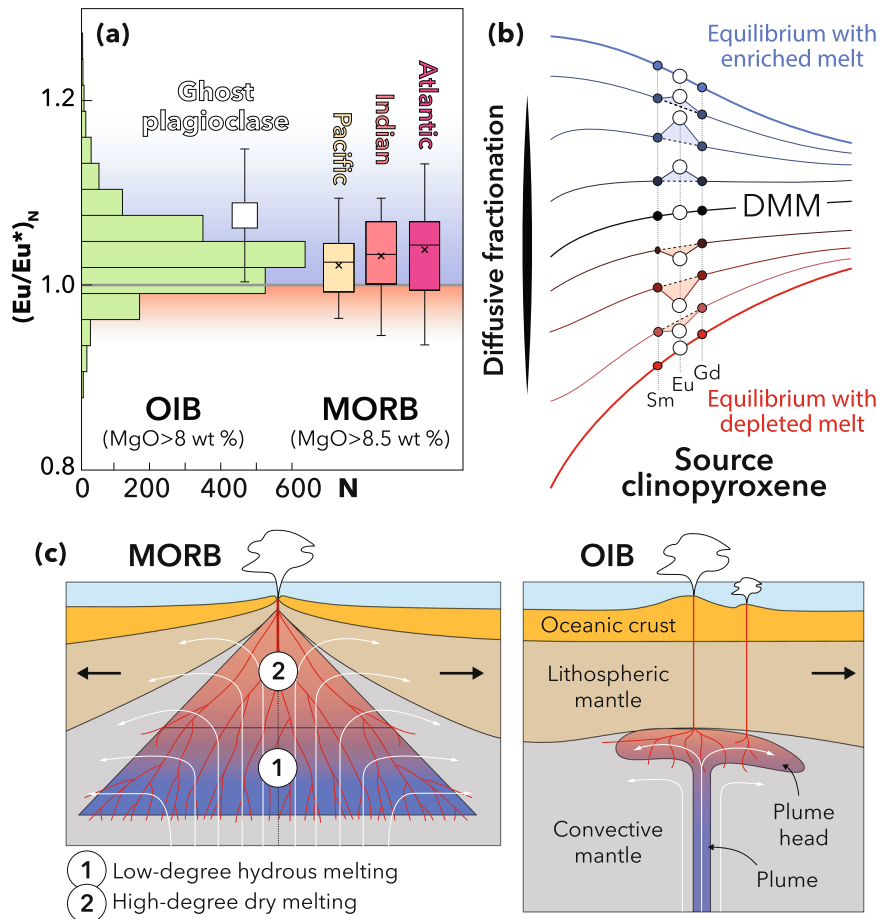 (a)
(Eu/Eu*)N
1.2
1.0
0.8
Ghost
plagioclase
Pacific
Indian
Atlantic
OIB
(MgO>8 wt %)
MORB
(MgO>8.5 wt %)
0
200
400
600
N
(b)
Equilibrium with
enriched melt
Diffusive fractionation
DMM
Sm
Eu
Gd
Equilibrium with
depleted melt
Source
clinopyroxene
(c)
MORB
2
1
1 Low-degree hydrous melting
2 High-degree dry melting
OIB
Oceanic crust
Lithospheric
mantle
Convective
mantle
Plume
head
Plume